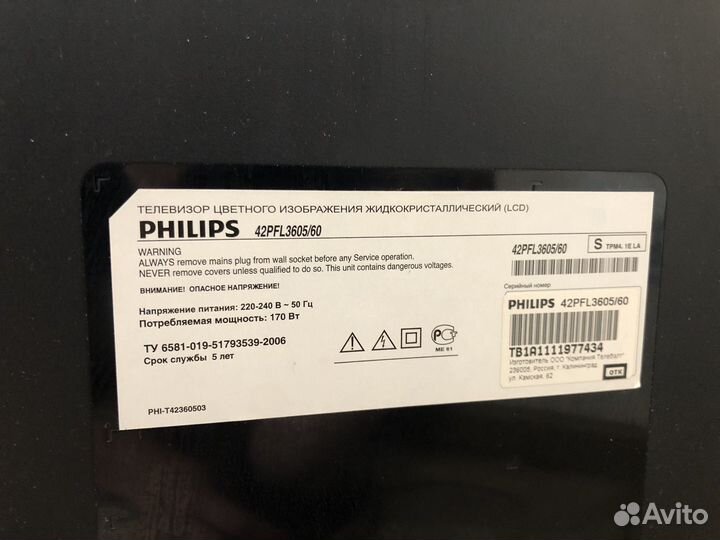 ТЕЛЕВИЗОР ЦВЕТНОГО ИЗОБРАЖЕНИЯ ЖИДКОКРИСТАЛЛИЧЕСКИЙ (LCD)
PHILIPS 42PFL3605/60
WARNING
ALWAYS remove mains plug from wall socket before any Service operation.
NEVER remove covers unless qualified to do so. This unit contains dangerous voltages.
ВНИМАНИЕ! ОПАСНОЕ НАПРЯЖЕНИЕ!
Напряжение питания: 220-240 В ~ 50 Гц
Потребляемая мощность: 170 Вт
ТУ 6581-019-51793539-2006
Срок службы 5 лет
PHI-T42360503
ME 61
42PFL3605/60
S TPM4. 1E LA
Серийный номер
PHILIPS 42PFL3605/60
TB1A1111977434
Изготовитель ООО "Компания Телебалт"
236005, Россия, г. Калининград
ул. Камская, 62
ОТК
Avito